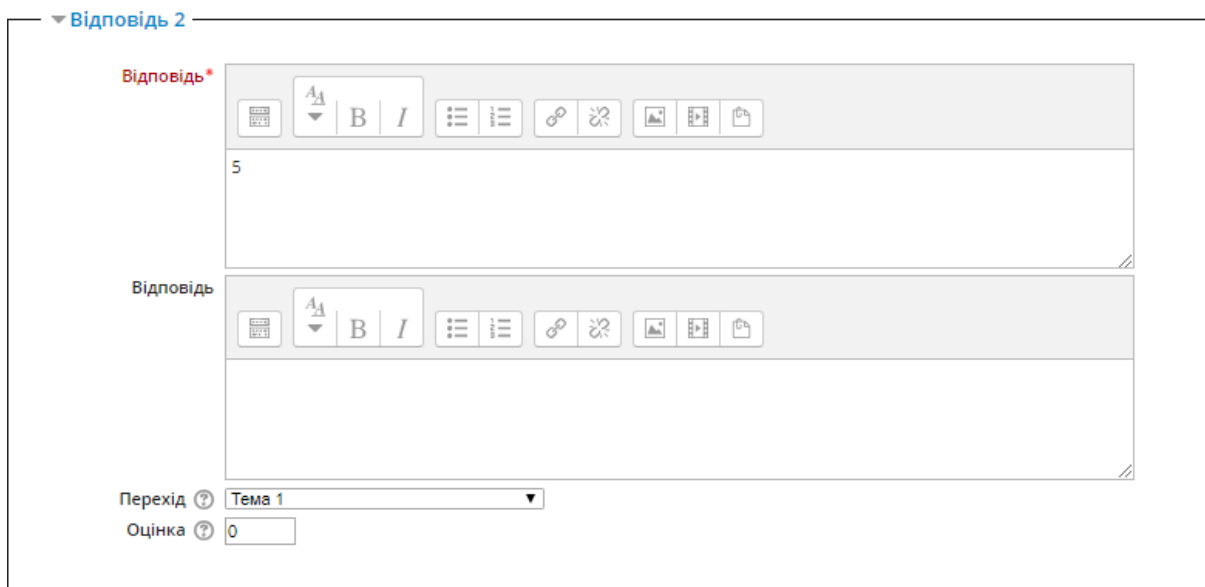 Відповідь 2
Відповідь*
B I
5
Відповідь
B I
Перехід Тема 1
Оцінка 0